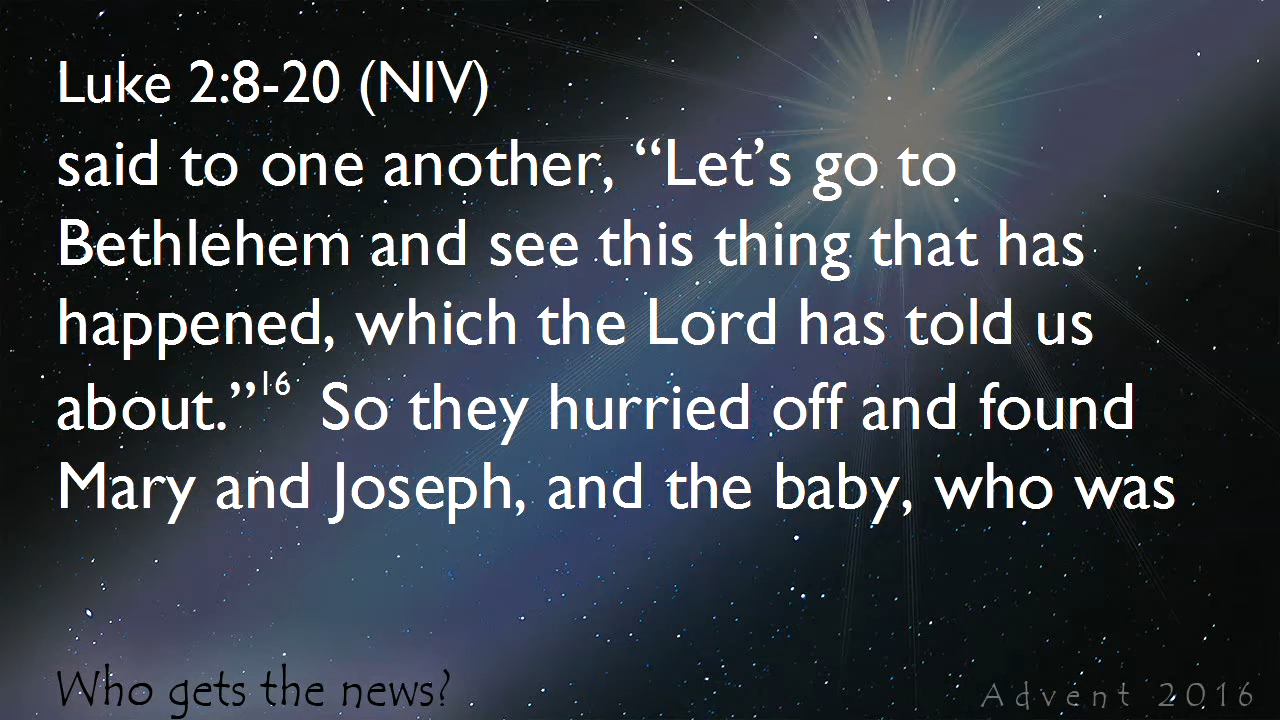 Luke 2:8-20 (NIV)
said to one another, “Let’s go to
Bethlehem and see this thing that has
happened, which the Lord has told us
about.”16 So they hurried off and found
Mary and Joseph, and the baby, who was
Who gets the news?
Advent 2016